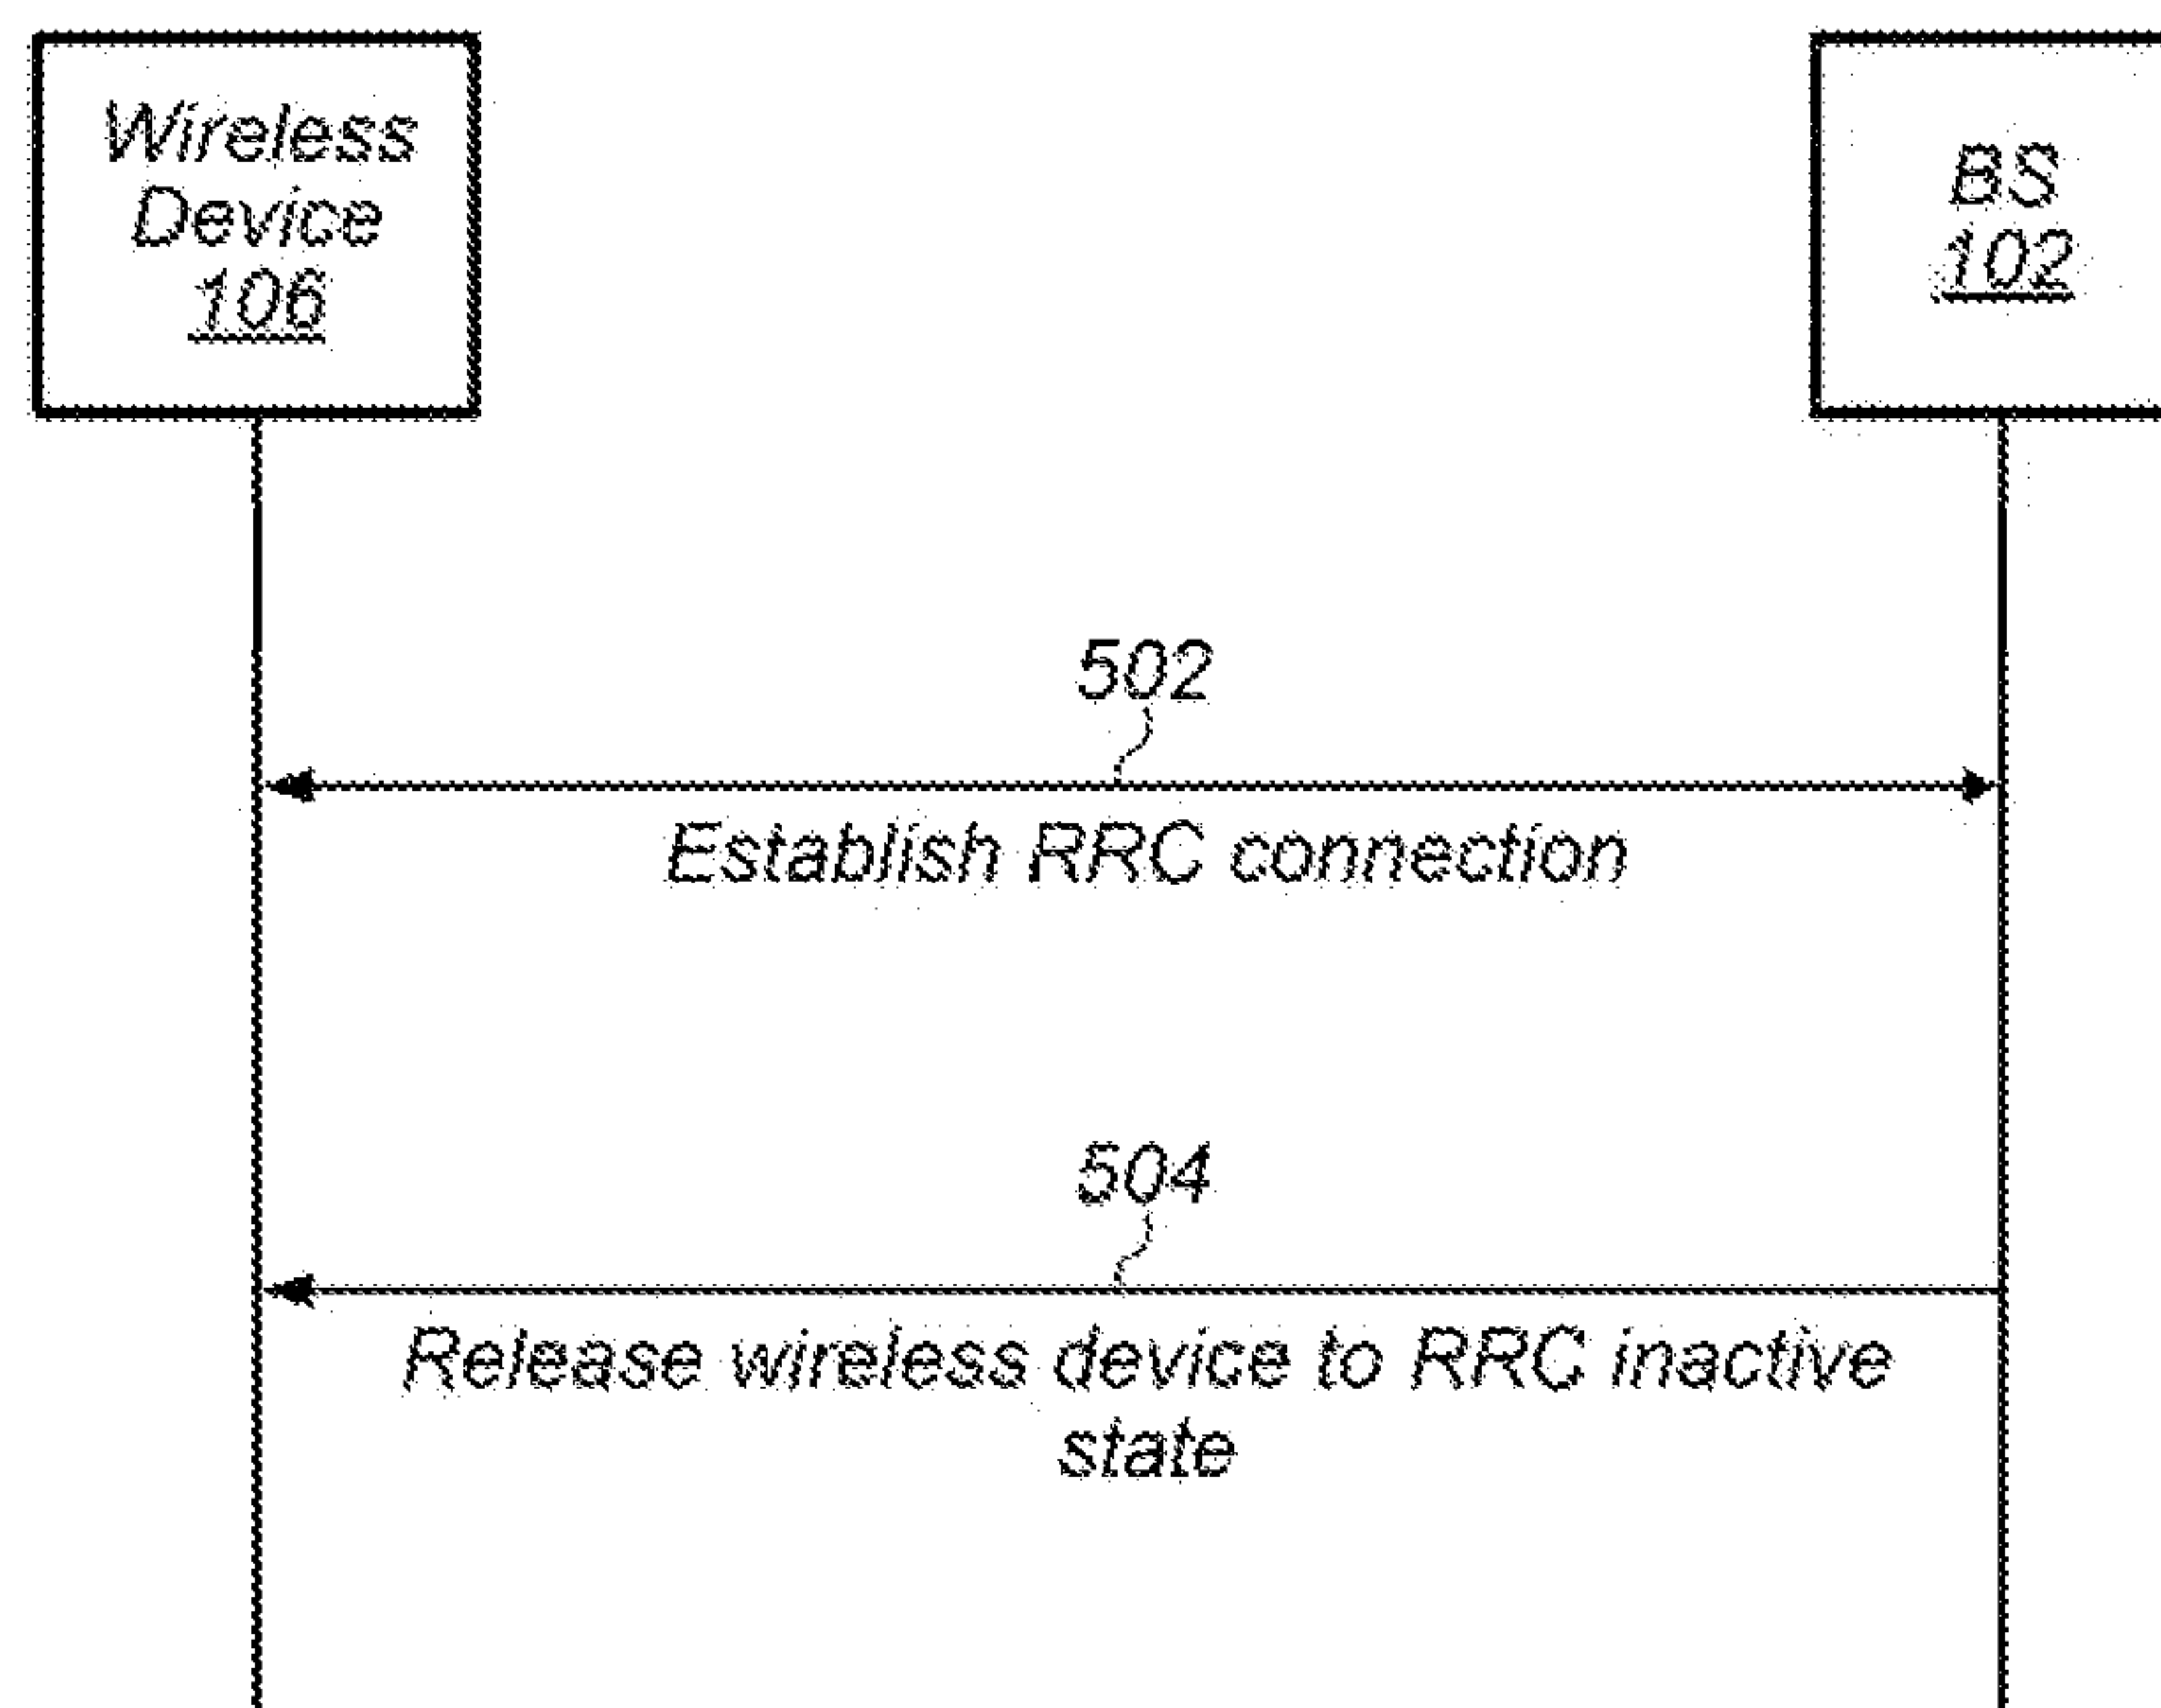 Wireless
Device
106
BS
102
502
Establish RRC connection
504
Release wireless device to RRC inactive
state